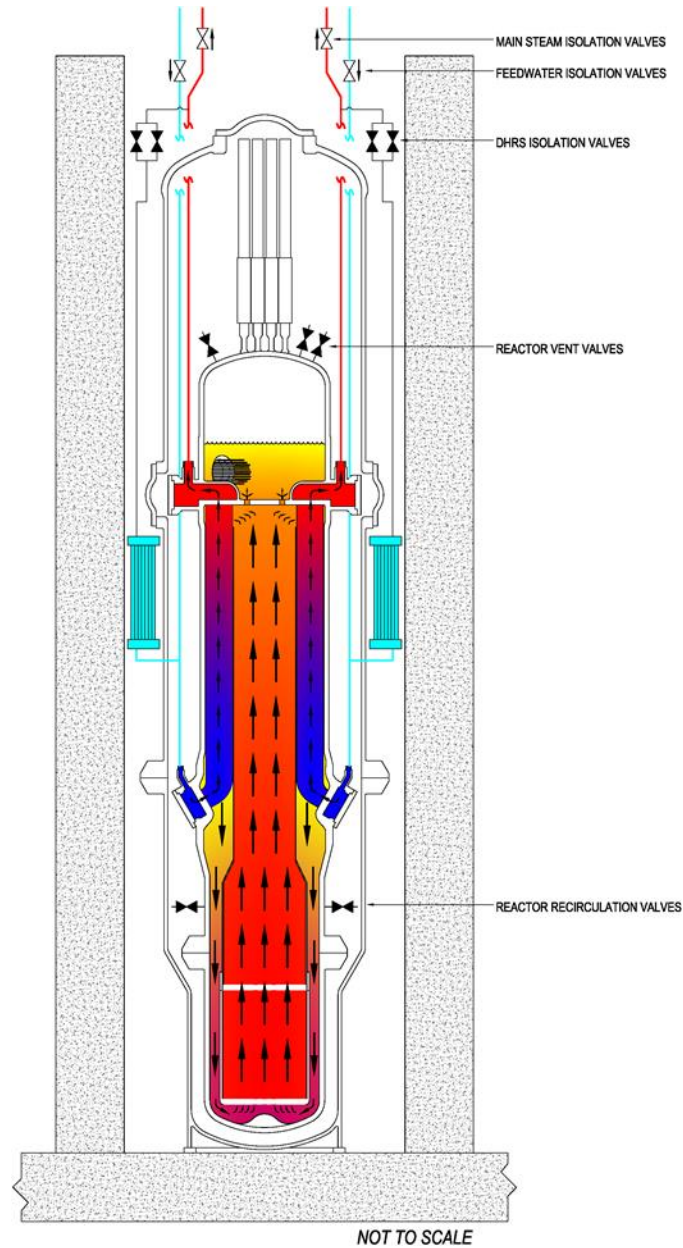 MAIN STEAM ISOLATION VALVES
FEEDWATER ISOLATION VALVES
DHRS ISOLATION VALVES
REACTOR VENT VALVES
REACTOR RECIRCULATION VALVES
NOT TO SCALE